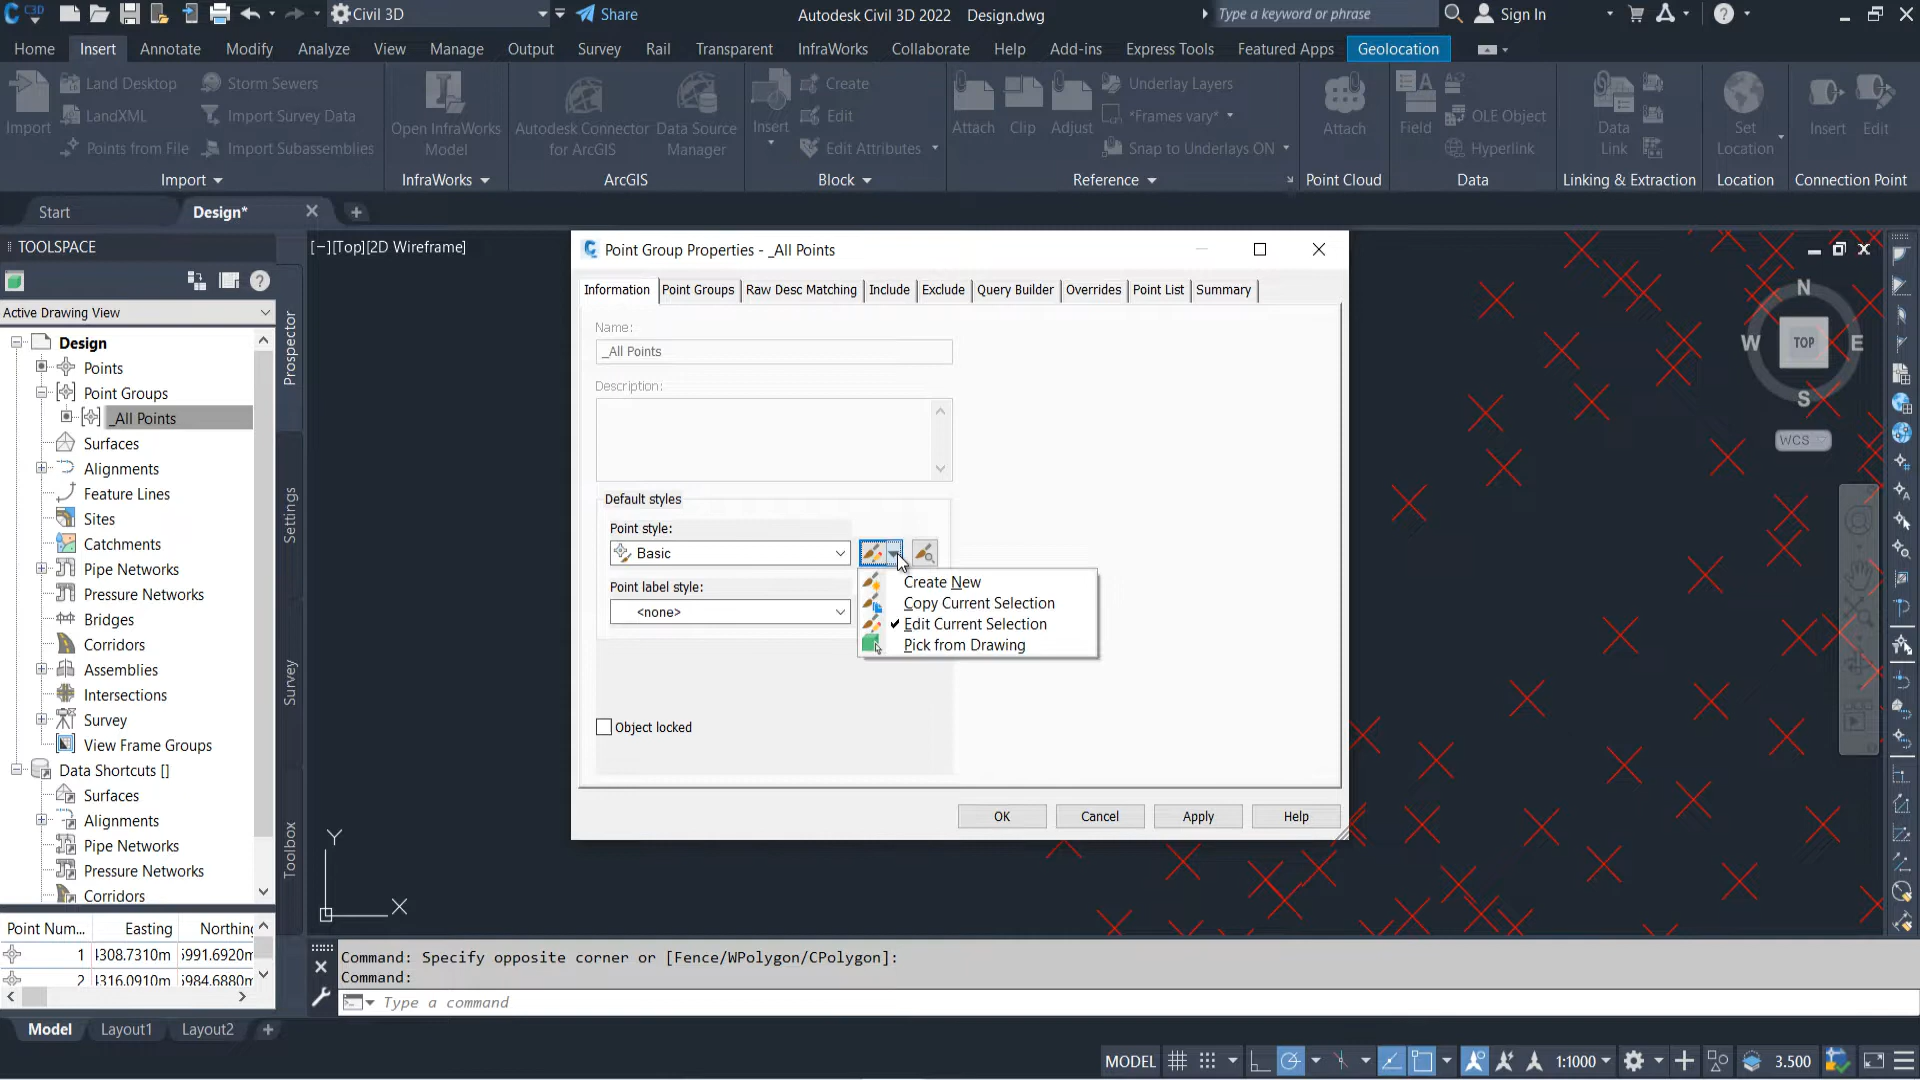 C3D Civil 3D Share Autodesk Civil 3D 2022 Design.dwg Type a keyword or phrase Sign In
Home Insert Annotate Modify Analyze View Manage Output Survey Rail Transparent InfraWorks Collaborate Help Add-ins Express Tools Featured Apps Geolocation
Import
Land Desktop
LandXML
Points from File
Storm Sewers
Import Survey Data
Import Subassemblies
Open InfraWorks
Model
Autodesk Connector
for ArcGIS
Data Source
Manager
Insert
Create
Edit
Edit Attributes
Attach
Clip
Adjust
Underlay Layers
*Frames vary*
Snap to Underlays ON
Attach
Field
OLE Object
Hyperlink
Data
Link
Set
Location
Insert
Edit
Import InfraWorks ArcGIS Block Reference Point Cloud Data Linking & Extraction Location Connection Point
Start Design*
TOOLSPACE
Active Drawing View
Design
Points
Point Groups
_All Points
Surfaces
Alignments
Feature Lines
Sites
Catchments
Pipe Networks
Pressure Networks
Bridges
Corridors
Assemblies
Intersections
Survey
View Frame Groups
Data Shortcuts []
Surfaces
Alignments
Pipe Networks
Pressure Networks
Corridors
Prospector
Settings
Survey
Toolbox
Point Num... Easting Northing
1 4308.7310m 5991.6920m
2 4316.0910m 5984.6880m
[−][Top][2D Wireframe]
Point Group Properties - _All Points
Information Point Groups Raw Desc Matching Include Exclude Query Builder Overrides Point List Summary
Name:
_All Points
Description:
Default styles
Point style:
Basic
Point label style:
<none>
Create New
Copy Current Selection
Edit Current Selection
Pick from Drawing
Object locked
OK Cancel Apply Help
N
W TOP E
S
WCS
Y
X
Command: Specify opposite corner or [Fence/WPolygon/CPolygon]:
Command:
Type a command
Model Layout1 Layout2
MODEL 1:1000 3.500